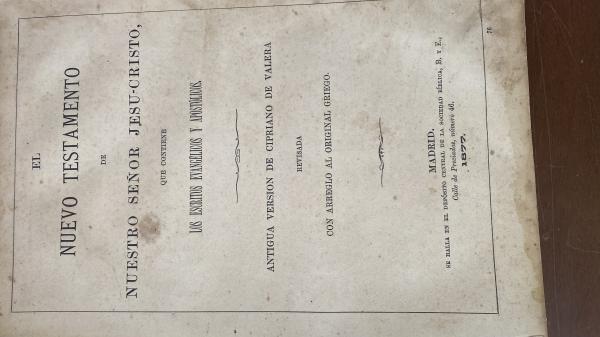 EL
NUEVO TESTAMENTO
DE
NUESTRO SEÑOR JESU-CRISTO,
QUE CONTIENE
LOS ESCRITOS EVANGÉLICOS Y APOSTÓLICOS.
ANTIGUA VERSION DE CIPRIANO DE VALERA
REVISADA
CON ARREGLO AL ORIGINAL GRIEGO.
MADRID.
SE HALLA EN EL DEPÓSITO CENTRAL DE LA SOCIEDAD BÍBLICA, B. Y E.,
Calle de Preciados, número 46.
1877.